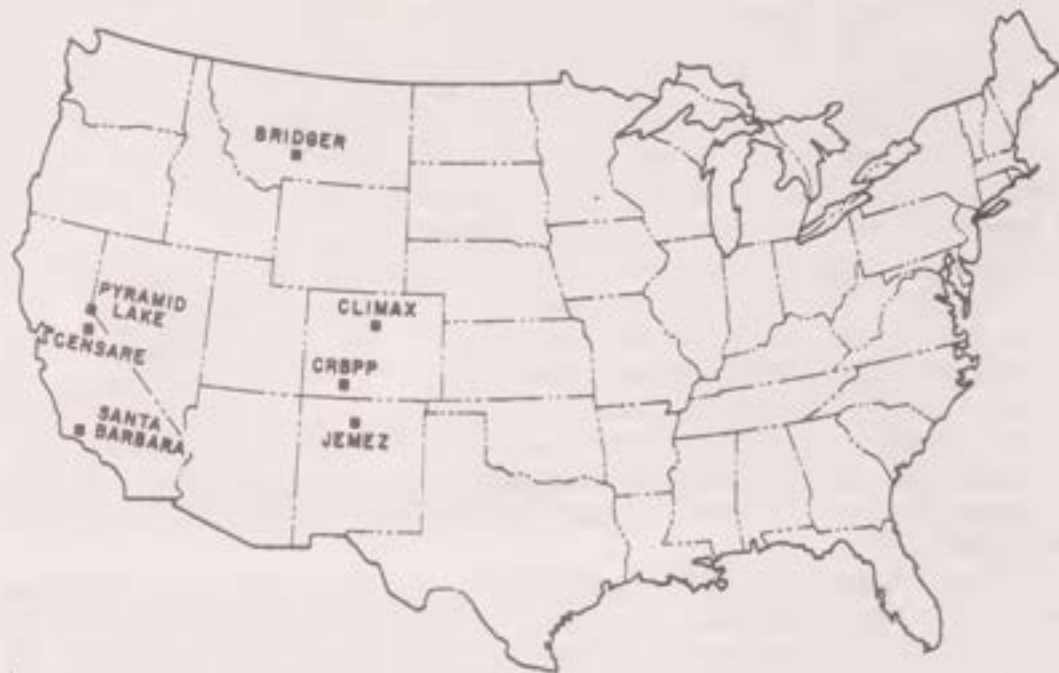 BRIDGER
PYRAMID
LAKE
CENSARE
CLIMAX
CRBPP
SANTA
BARBARA
JEMEZ